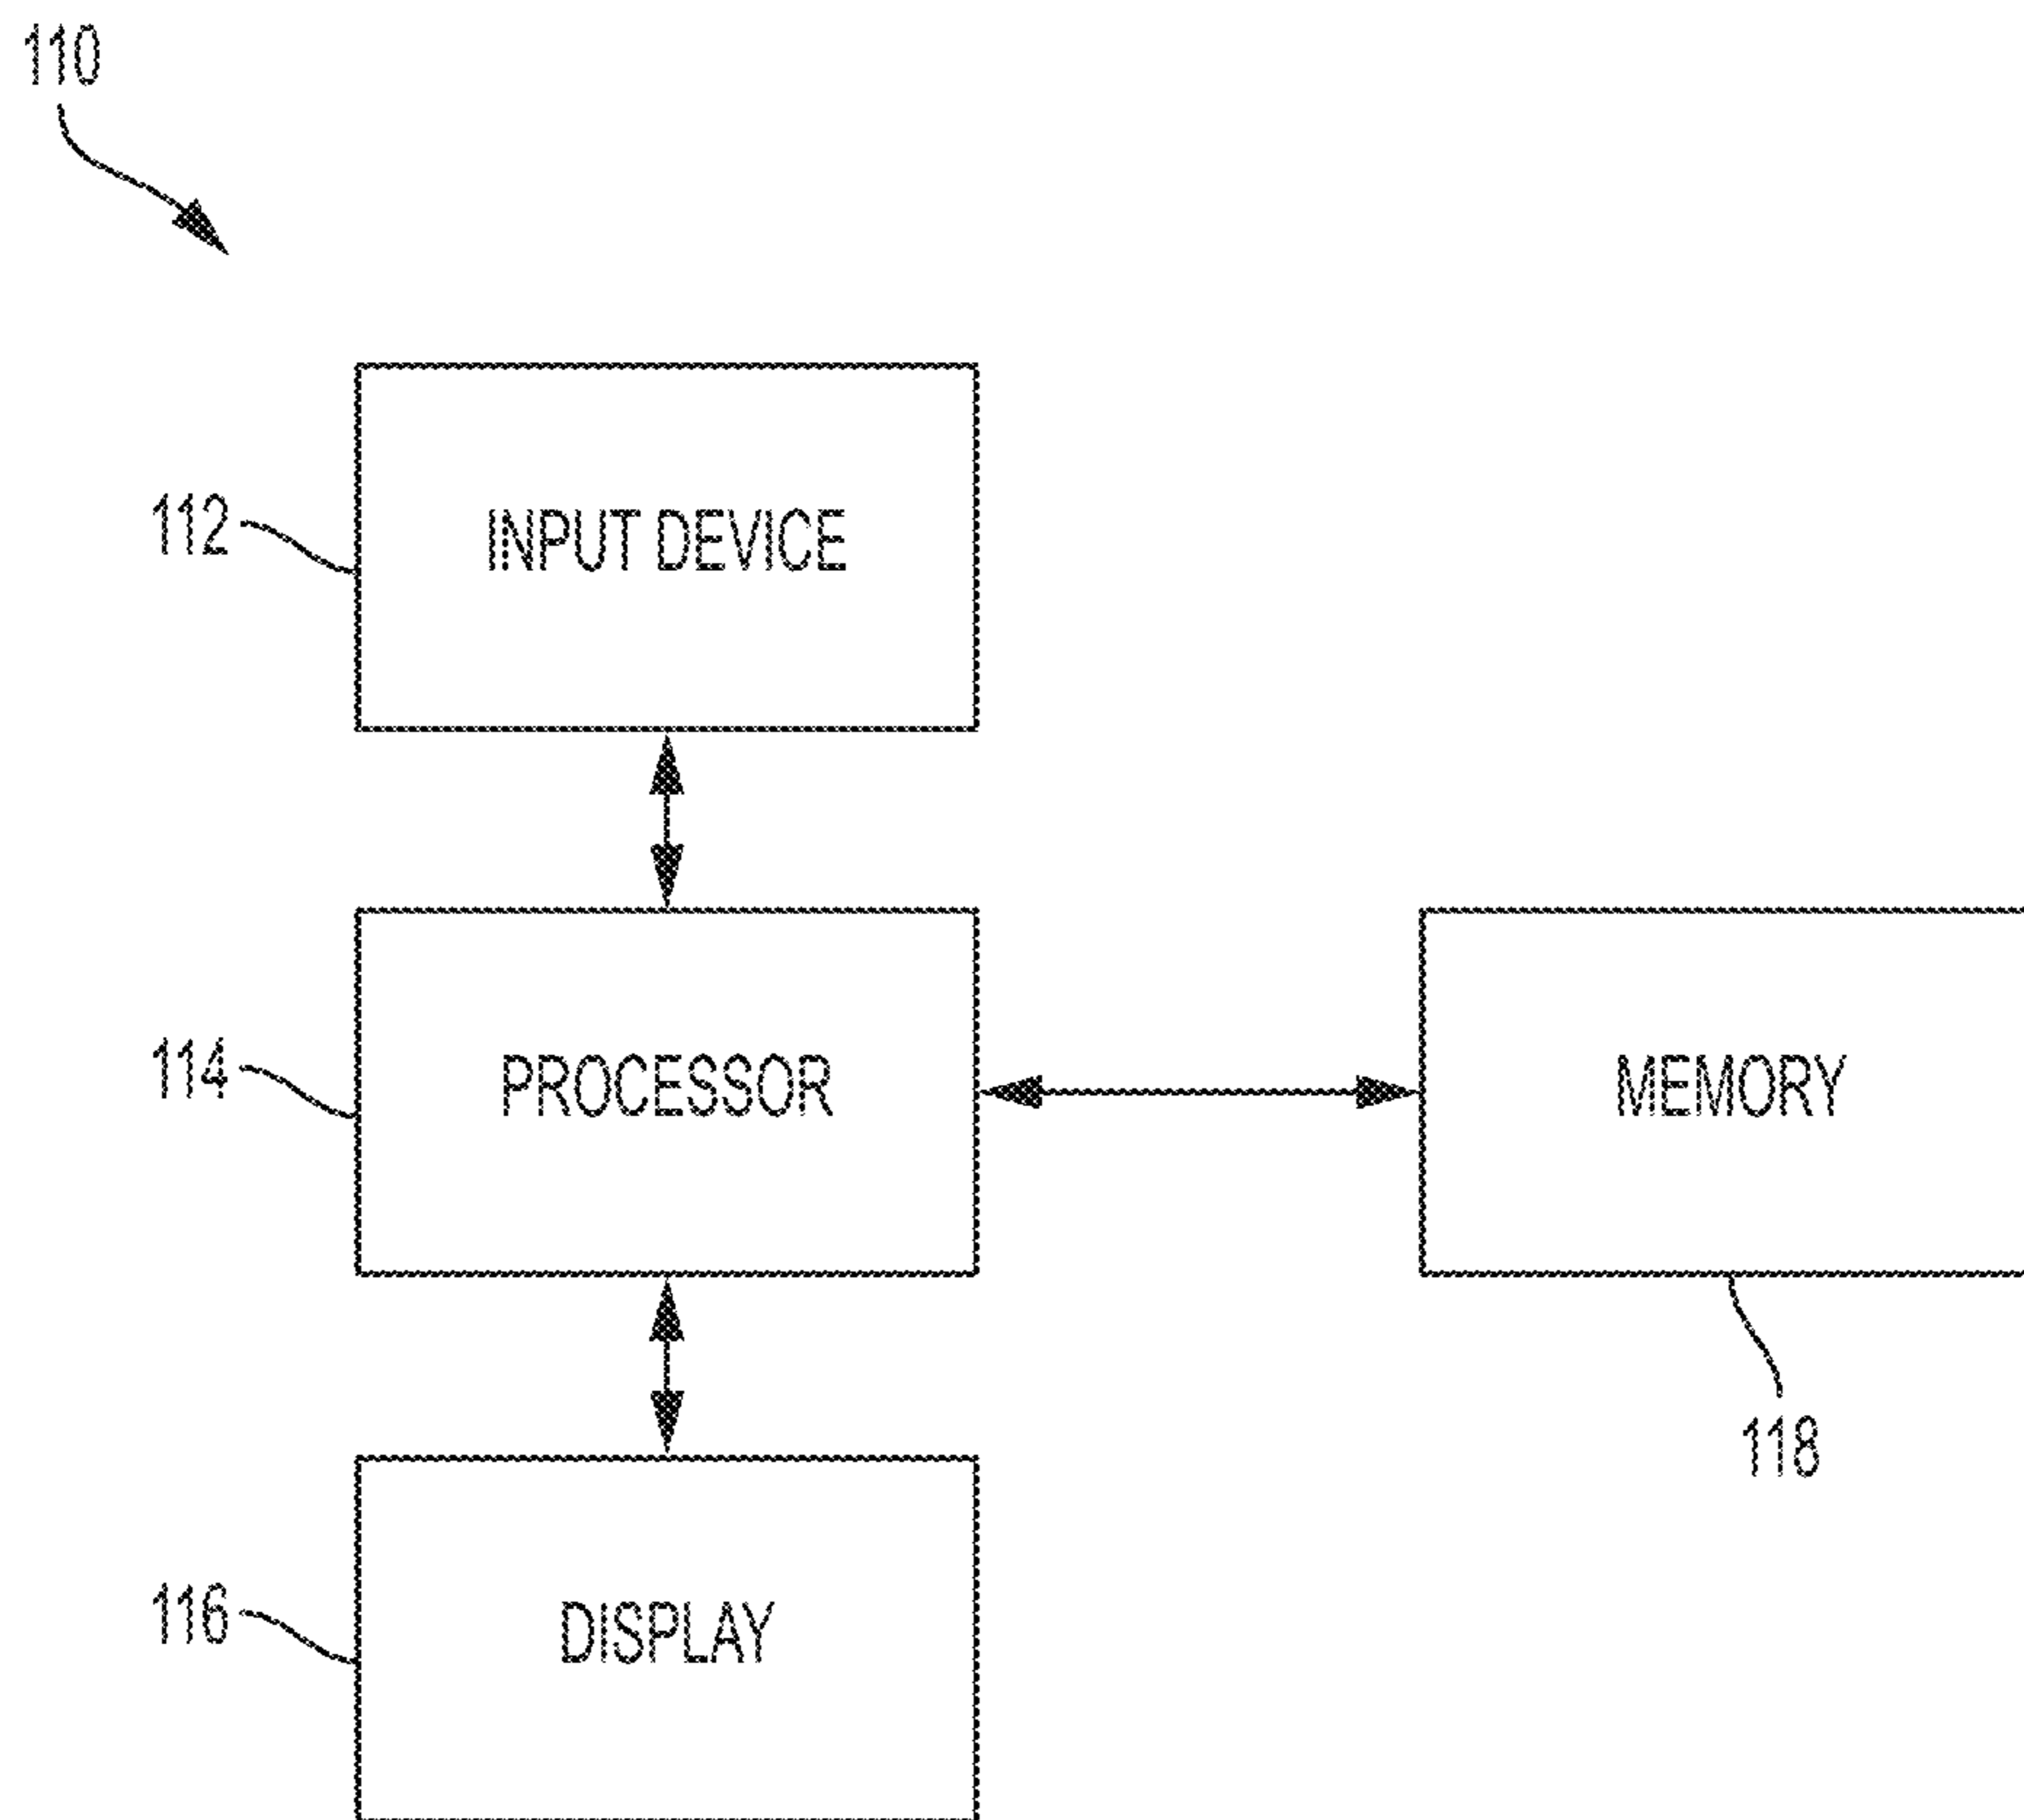 110
112
INPUT DEVICE
114
PROCESSOR
MEMORY
118
116
DISPLAY